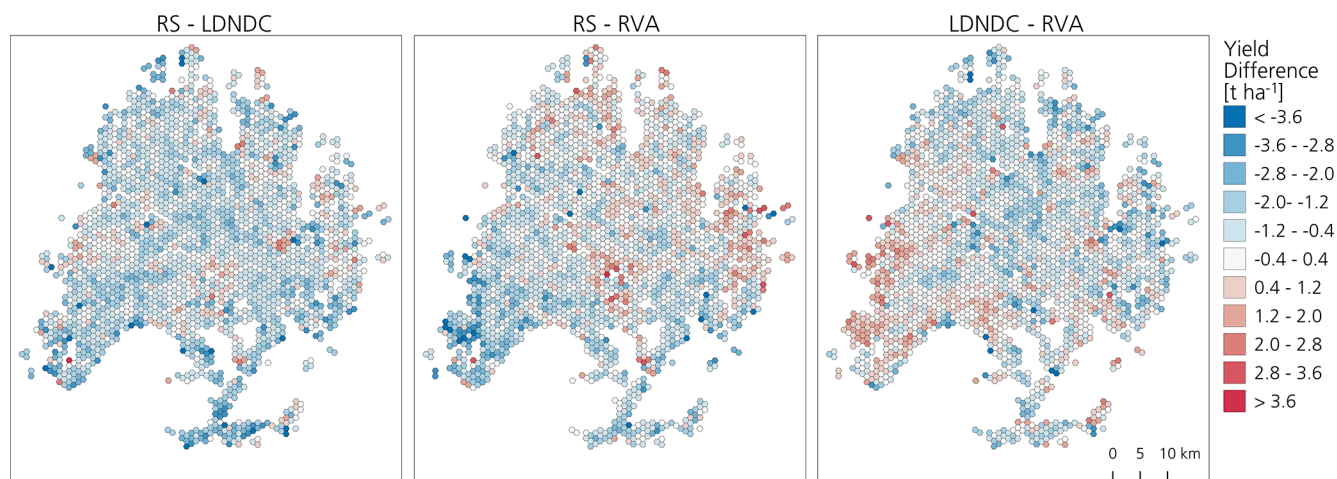 RS - LDNDC
RS - RVA
LDNDC - RVA
Yield
Difference
[t ha-1]
< -3.6
-3.6 - -2.8
-2.8 - -2.0
-2.0- -1.2
-1.2 - -0.4
-0.4 - 0.4
0.4 - 1.2
1.2 - 2.0
2.0 - 2.8
2.8 - 3.6
> 3.6
0 5 10 km